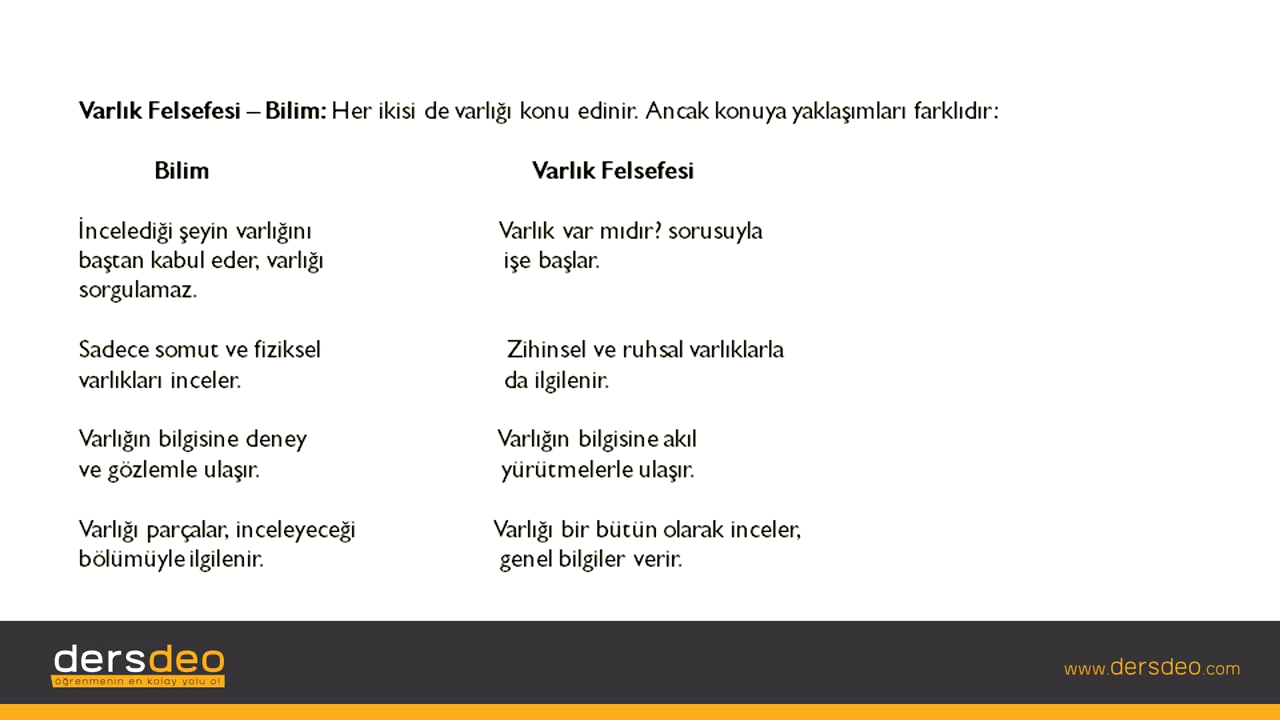 Varlık Felsefesi – Bilim: Her ikisi de varlığı konu edinir. Ancak konuya yaklaşımları farklıdır:
Bilim
Varlık Felsefesi
İncelediği şeyin varlığını
baştan kabul eder, varlığı
sorgulamaz.
Varlık var mıdır? sorusuyla
işe başlar.
Sadece somut ve fiziksel
varlıkları inceler.
Zihinsel ve ruhsal varlıklarla
da ilgilenir.
Varlığın bilgisine deney
ve gözlemle ulaşır.
Varlığın bilgisine akıl
yürütmelerle ulaşır.
Varlığı parçalar, inceleyeceği
bölümüyle ilgilenir.
Varlığı bir bütün olarak inceler,
genel bilgiler verir.
dersdeo
öğrenmenin en kolay yolu o!
www.dersdeo.com